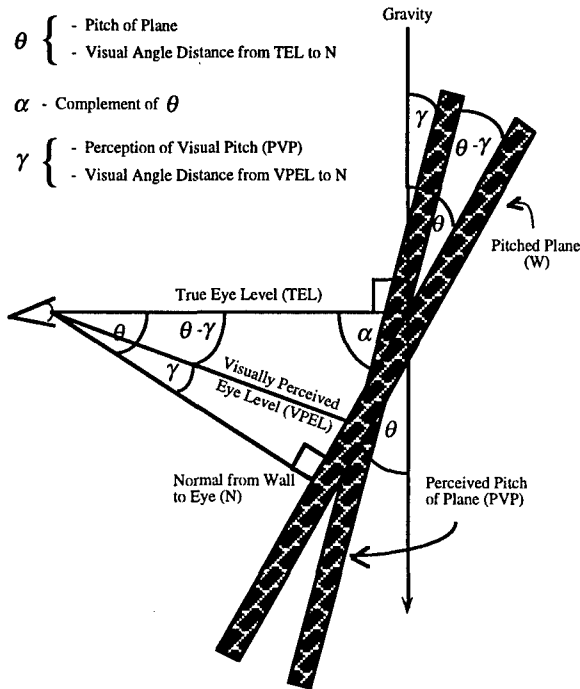 Gravity
θ { - Pitch of Plane
- Visual Angle Distance from TEL to N
α - Complement of θ
γ { - Perception of Visual Pitch (PVP)
- Visual Angle Distance from VPEL to N
γ
θ-γ
θ
Pitched Plane
(W)
True Eye Level (TEL)
θ
θ-γ
α
γ
Visually Perceived
Eye Level (VPEL)
θ
Normal from Wall
to Eye (N)
Perceived Pitch
of Plane (PVP)